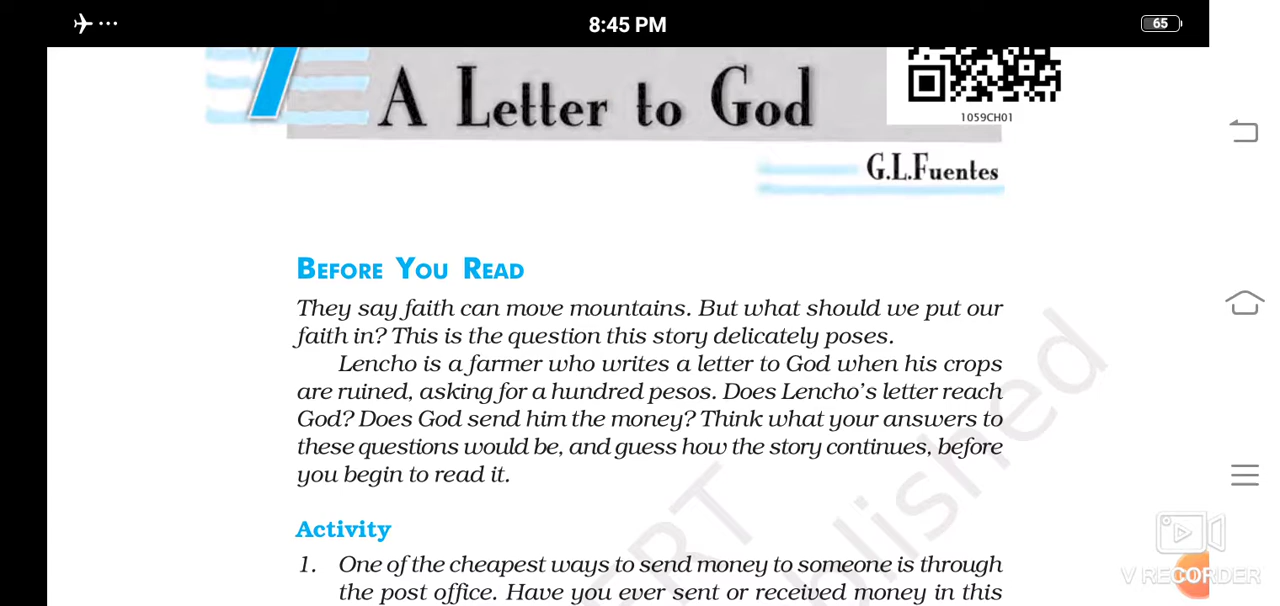 8:45 PM
65
A Letter to God
1059CH01
G.L.Fuentes
BEFORE YOU READ
They say faith can move mountains. But what should we put our
faith in? This is the question this story delicately poses.
Lencho is a farmer who writes a letter to God when his crops
are ruined, asking for a hundred pesos. Does Lencho's letter reach
God? Does God send him the money? Think what your answers to
these questions would be, and guess how the story continues, before
you begin to read it.
Activity
1. One of the cheapest ways to send money to someone is through
the post office. Have you ever sent or received money in this
V RECORDER